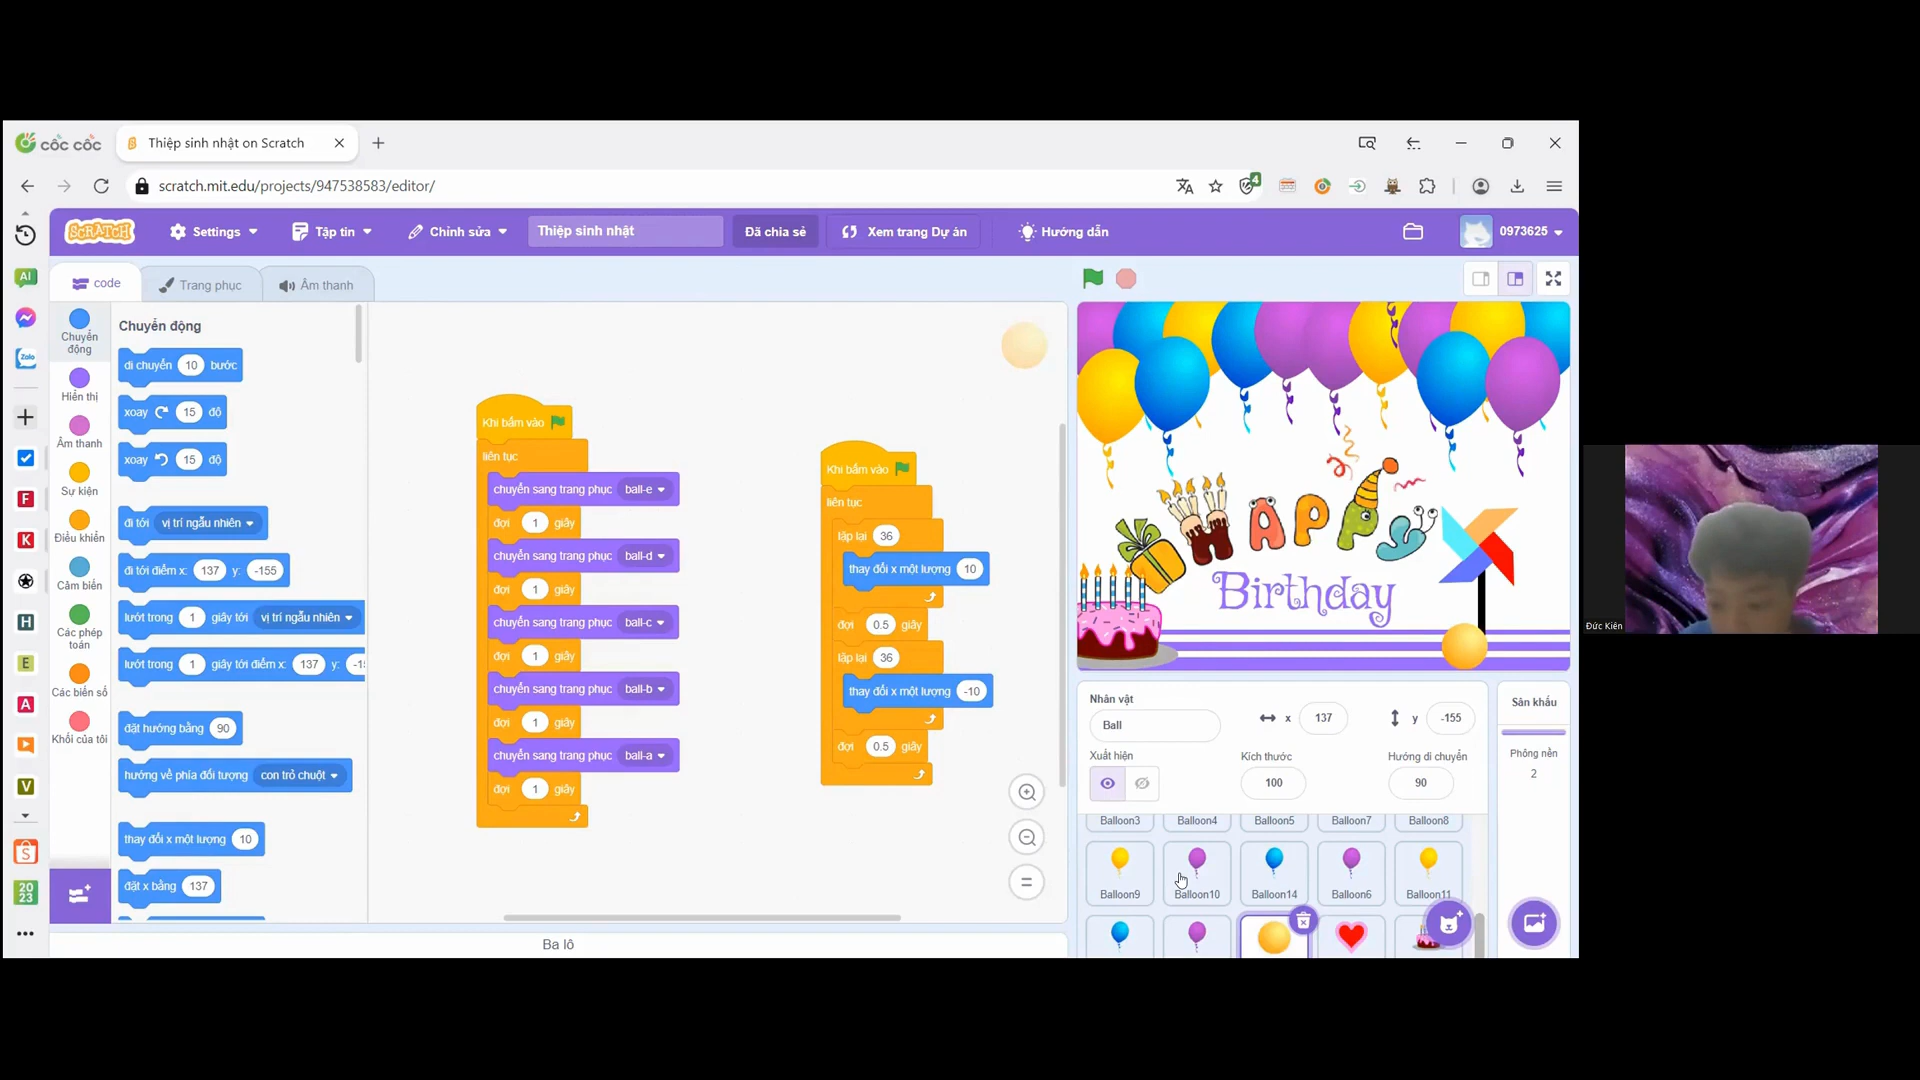 cốc cốc
Thiệp sinh nhật on Scratch
scratch.mit.edu/projects/947538583/editor/
4
SCRATCH
Settings
Tập tin
Chỉnh sửa
Thiệp sinh nhật
Đã chia sẻ
Xem trang Dự án
Hướng dẫn
0973625
code
Trang phục
Âm thanh
AI
Zalo
F
K
H
E
A
V
S
20
23
Chuyển động
Hiển thị
Âm thanh
Sự kiện
Điều khiển
Cảm biến
Các phép toán
Các biến số
Khối của tôi
Chuyển động
di chuyển 10 bước
xoay 15 độ
xoay 15 độ
đi tới vị trí ngẫu nhiên
đi tới điểm x: 137 y: -155
lướt trong 1 giây tới vị trí ngẫu nhiên
lướt trong 1 giây tới điểm x: 137 y:
đặt hướng bằng 90
hướng về phía đối tượng con trỏ chuột
thay đổi x một lượng 10
đặt x bằng 137
Khi bấm vào
liên tục
chuyển sang trang phục ball-e
đợi 1 giây
chuyển sang trang phục ball-d
đợi 1 giây
chuyển sang trang phục ball-c
đợi 1 giây
chuyển sang trang phục ball-b
đợi 1 giây
chuyển sang trang phục ball-a
đợi 1 giây
Khi bấm vào
liên tục
lặp lại 36
thay đổi x một lượng 10
đợi 0.5 giây
lặp lại 36
thay đổi x một lượng -10
đợi 0.5 giây
Ba lô
HAPPY
Birthday
Nhân vật
Ball
x 137
y -155
Xuất hiện
Kích thước
100
Hướng di chuyển
90
Sân khấu
Phông nền
2
Balloon3
Balloon4
Balloon5
Balloon7
Balloon8
Balloon9
Balloon10
Balloon14
Balloon6
Balloon11
Đức Kiên